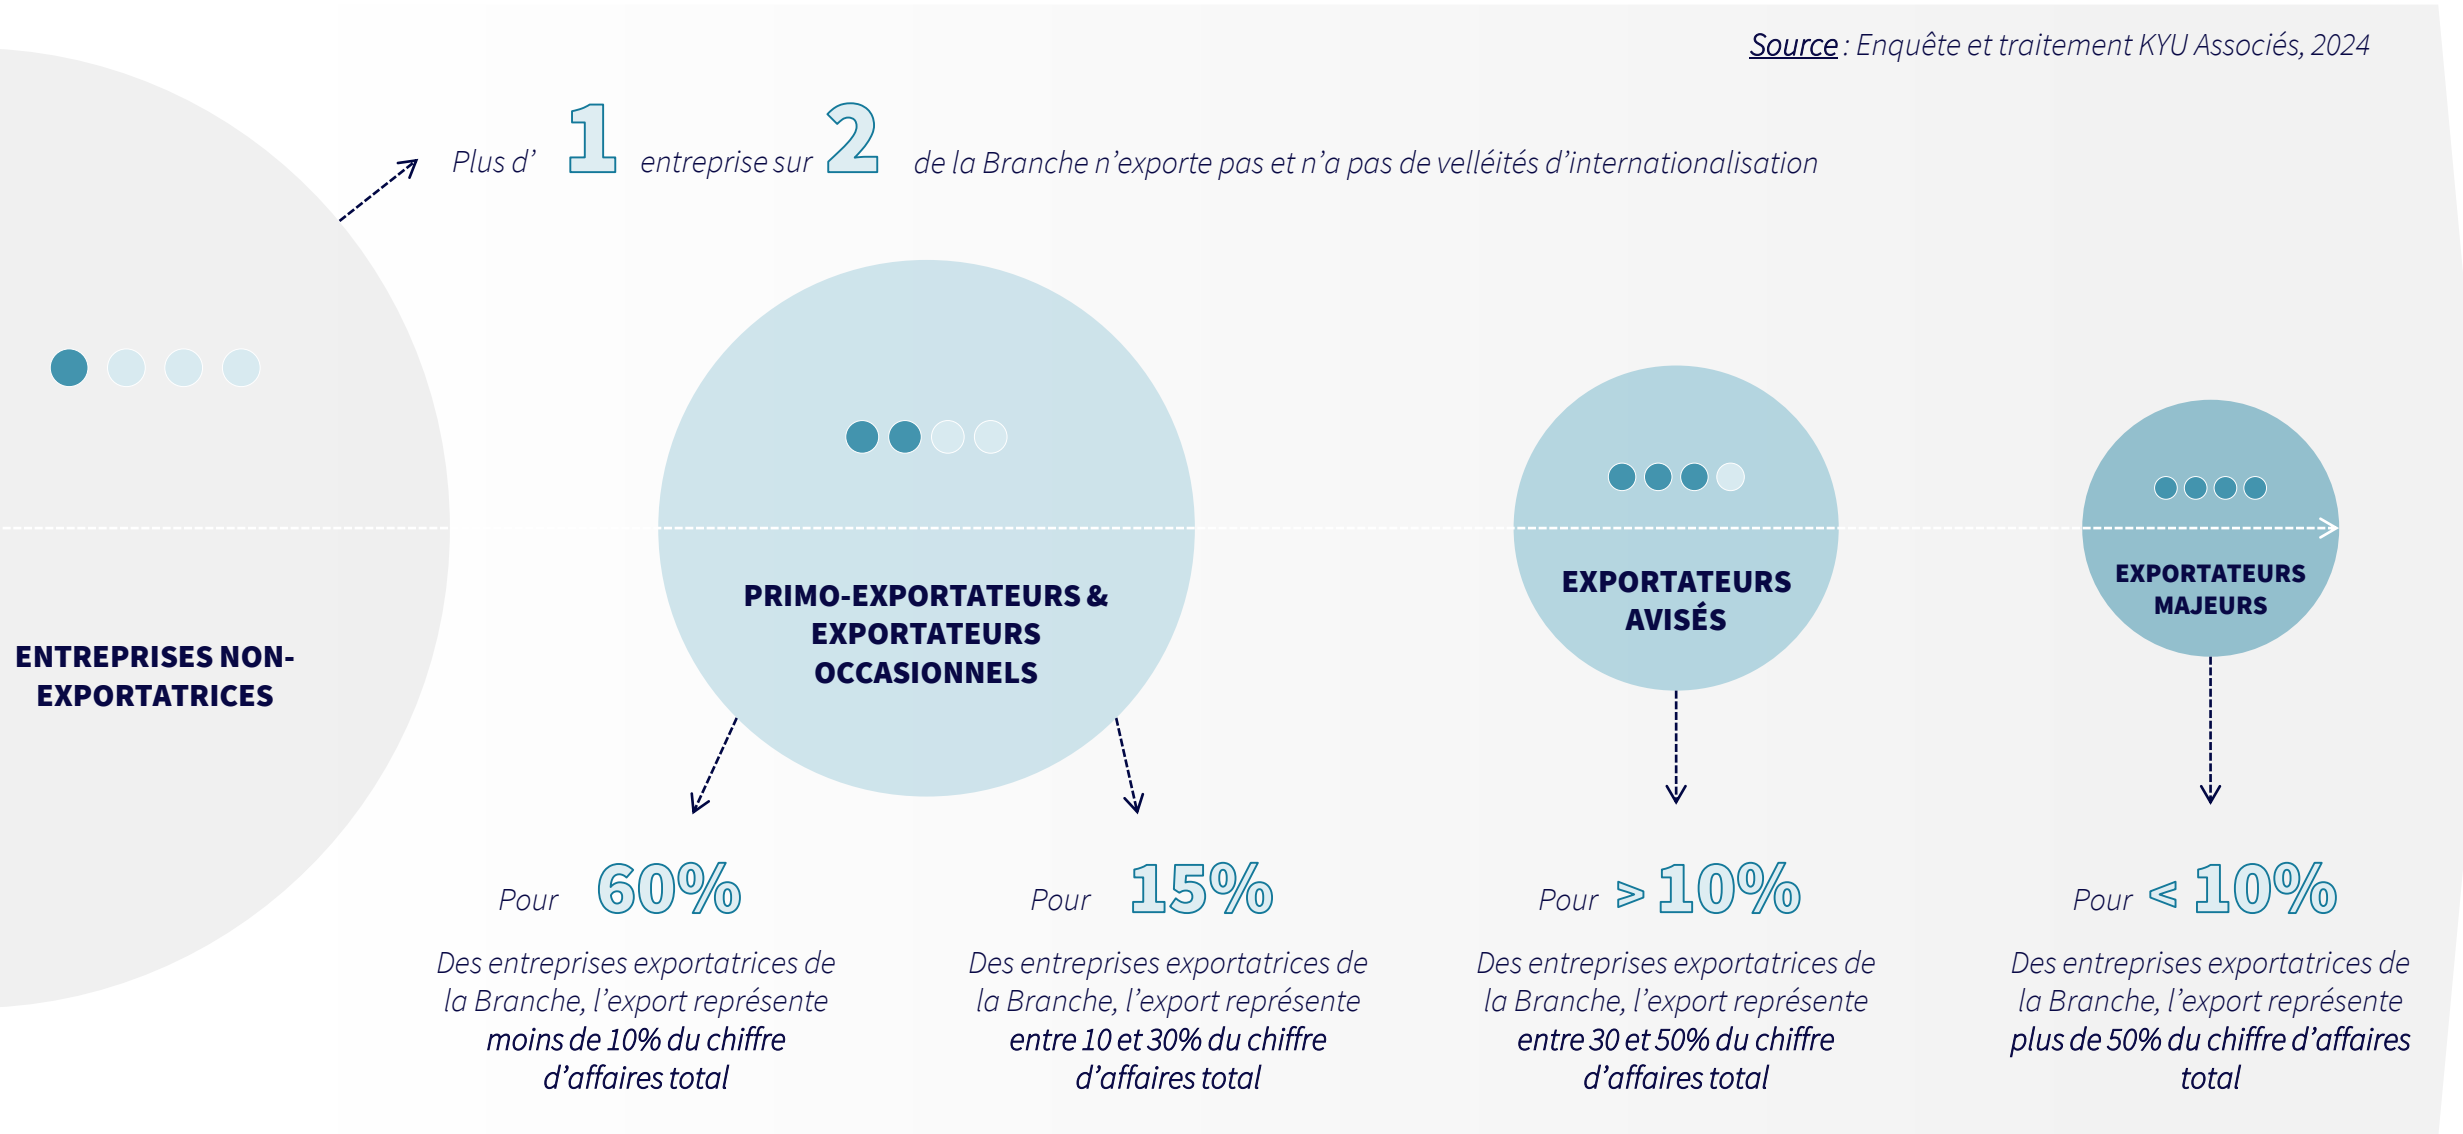 Source : Enquête et traitement KYU Associés, 2024
Plus d’ 1 entreprise sur 2 de la Branche n’exporte pas et n’a pas de velléités d’internationalisation
ENTREPRISES NON-
EXPORTATRICES
PRIMO-EXPORTATEURS &
EXPORTATEURS
OCCASIONNELS
EXPORTATEURS
AVISÉS
EXPORTATEURS
MAJEURS
Pour 60%
Des entreprises exportatrices de
la Branche, l’export représente
moins de 10% du chiffre
d’affaires total
Pour 15%
Des entreprises exportatrices de
la Branche, l’export représente
entre 10 et 30% du chiffre
d’affaires total
Pour > 10%
Des entreprises exportatrices de
la Branche, l’export représente
entre 30 et 50% du chiffre
d’affaires total
Pour < 10%
Des entreprises exportatrices de
la Branche, l’export représente
plus de 50% du chiffre d’affaires
total